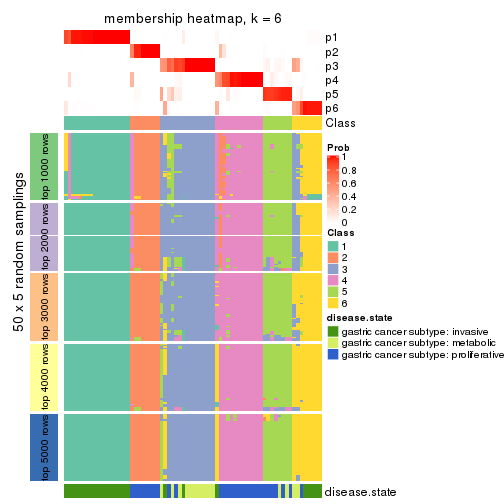 membership heatmap, k = 6
p1
p2
p3
p4
p5
p6
Class
50 x 5 random samplings
top 1000 rows
top 2000 rows
top 3000 rows
top 4000 rows
top 5000 rows
Prob
1
0.8
0.6
0.4
0.2
0
Class
1
2
3
4
5
6
disease.state
gastric cancer subtype: invasive
gastric cancer subtype: metabolic
gastric cancer subtype: proliferative
disease.state